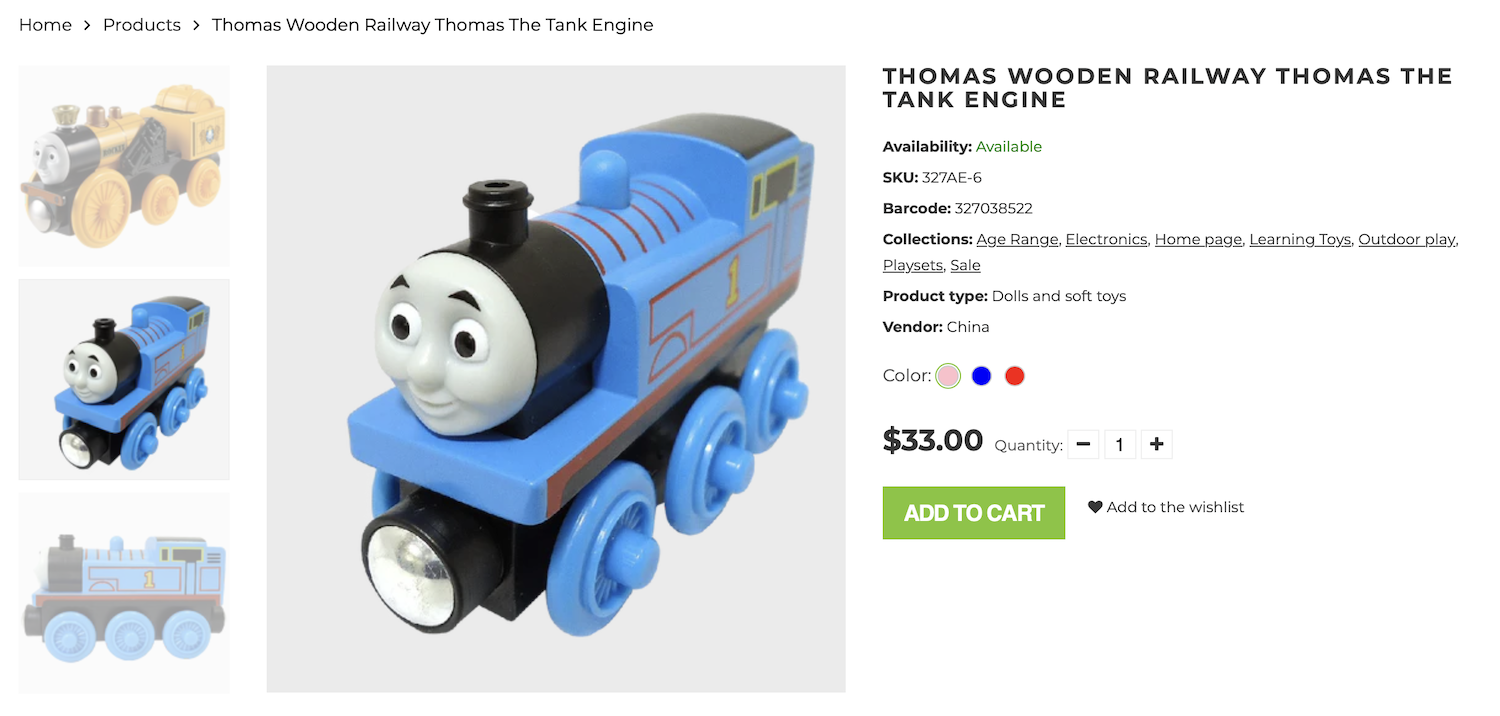 Home > Products > Thomas Wooden Railway Thomas The Tank Engine
THOMAS WOODEN RAILWAY THOMAS THE
TANK ENGINE
Availability: Available
SKU: 327AE-6
Barcode: 327038522
Collections: Age Range, Electronics, Home page, Learning Toys, Outdoor play,
Playsets, Sale
Product type: Dolls and soft toys
Vendor: China
Color:
$33.00 Quantity: − 1 +
ADD TO CART Add to the wishlist
1
1
1